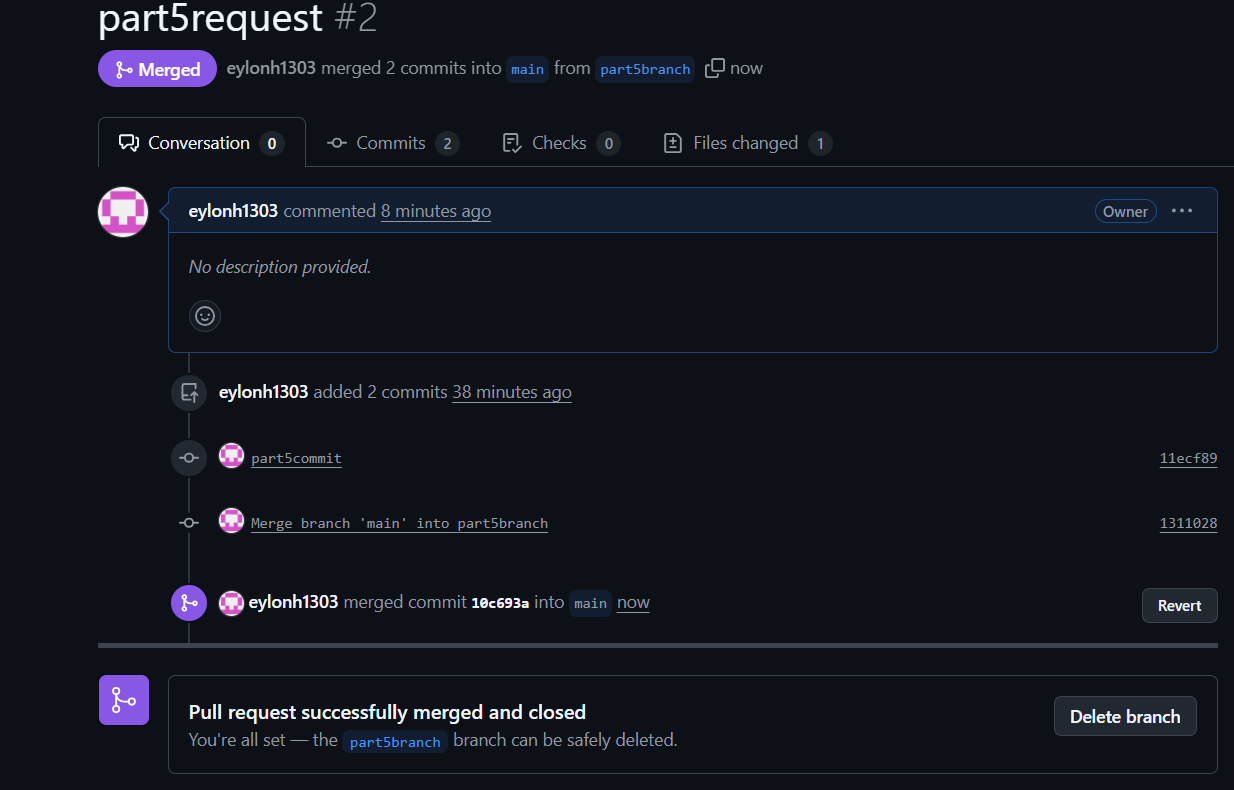 part5request #2
Merged eylonh1303 merged 2 commits into main from part5branch now
Conversation 0 Commits 2 Checks 0 Files changed 1
eylonh1303 commented 8 minutes ago Owner ...
No description provided.
eylonh1303 added 2 commits 38 minutes ago
part5commit 11ecf89
Merge branch 'main' into part5branch 1311028
eylonh1303 merged commit 10c693a into main now Revert
Pull request successfully merged and closed
You're all set — the part5branch branch can be safely deleted.
Delete branch